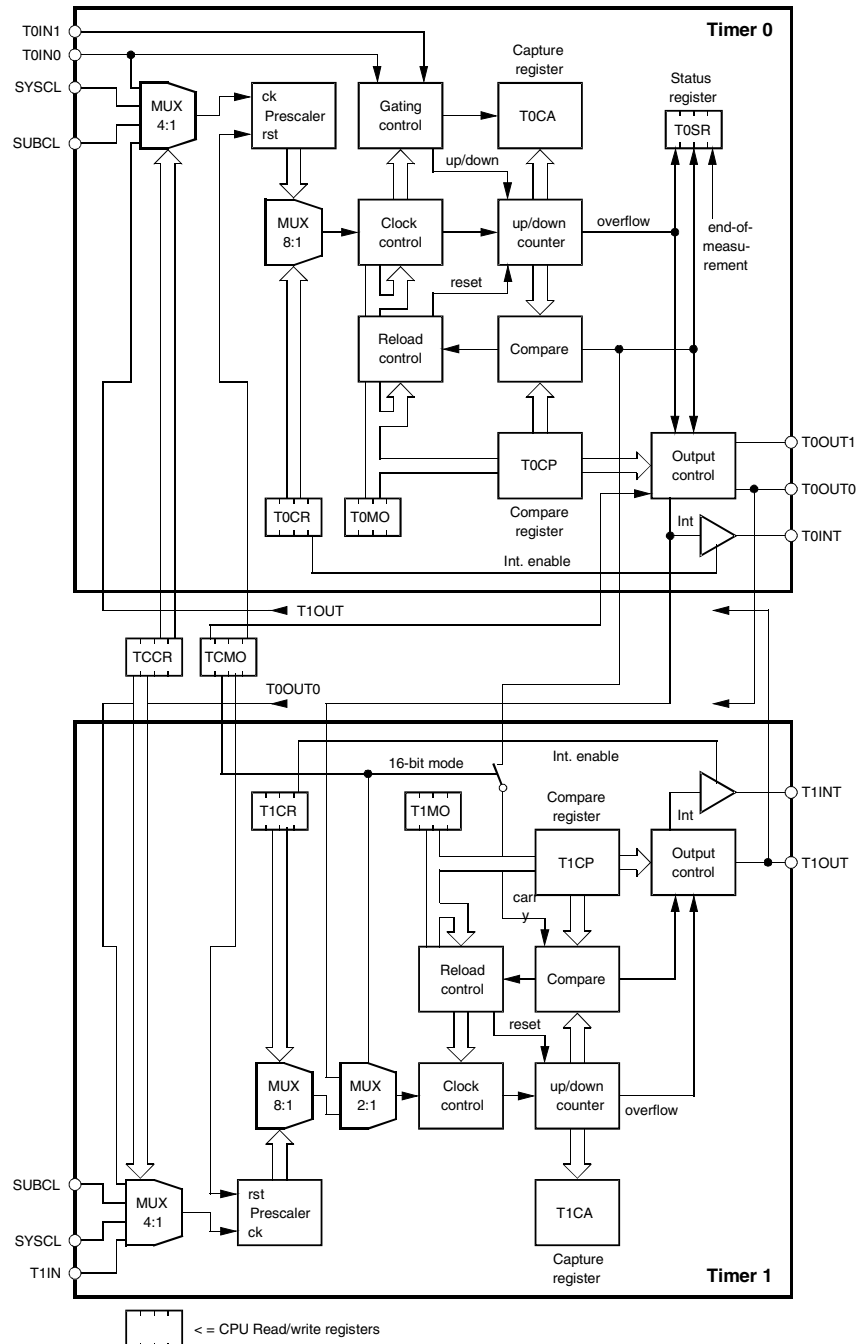 Timer 0
T0IN1
T0IN0
SYSCL
SUBCL
MUX
4:1
ck
Prescaler
rst
Gating
control
Capture
register
T0CA
Status
register
T0SR
up/down
MUX
8:1
Clock
control
up/down
counter
overflow
end-of-
measu-
rement
reset
Reload
control
Compare
T0CP
Compare
register
Output
control
T0OUT1
T0OUT0
T0CR
T0MO
Int
T0INT
Int. enable
T1OUT
TCCR
TCMO
T0OUT0
16-bit mode
Int. enable
T1CR
T1MO
Compare
register
T1CP
Int
T1INT
Output
control
T1OUT
carr
y
Reload
control
Compare
reset
MUX
8:1
MUX
2:1
Clock
control
up/down
counter
overflow
SUBCL
SYSCL
T1IN
MUX
4:1
rst
Prescaler
ck
T1CA
Capture
register
Timer 1
< = CPU Read/write registers